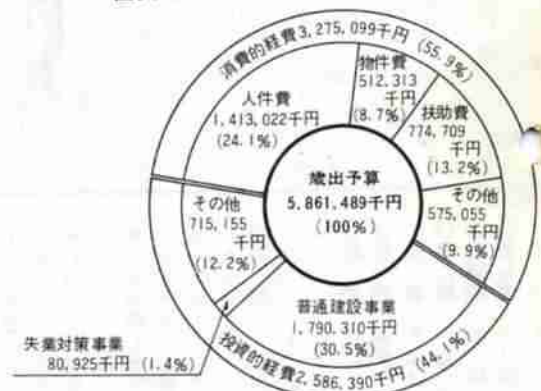 消費的経費3,275,099千円(55.9%)
人件費
1,413,022千円
(24.1%)
物件費
512,313
千円
(8.7%)
扶助費
774,709
千円
(13.2%)
その他
575,055
千円
(9.9%)
歳出予算
5,861,489千円
(100%)
その他
715,155
千円
(12.2%)
普通建設事業
1,790,310千円
(30.5%)
投資的経費2,586,390千円(44.1%)
失業対策事業
80,925千円(1.4%)